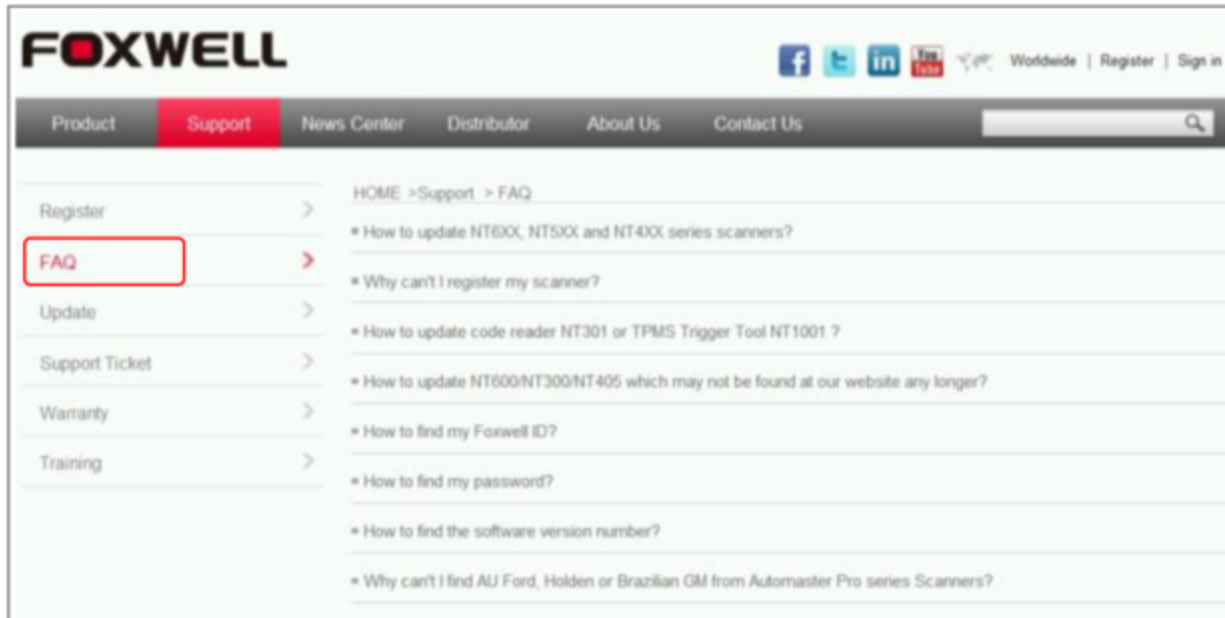 FOXWELL
You Tube Worldwide | Register | Sign in
Product Support News Center Distributor About Us Contact Us
Register
FAQ
Update
Support Ticket
Warranty
Training
HOME >Support > FAQ
How to update NT6XX, NT5XX and NT4XX series scanners?
Why can't I register my scanner?
How to update code reader NT301 or TPMS Trigger Tool NT1001 ?
How to update NT600/NT300/NT405 which may not be found at our website any longer?
How to find my Foxwell ID?
How to find my password?
How to find the software version number?
Why can't I find AU Ford, Holden or Brazilian GM from Automaster Pro series Scanners?